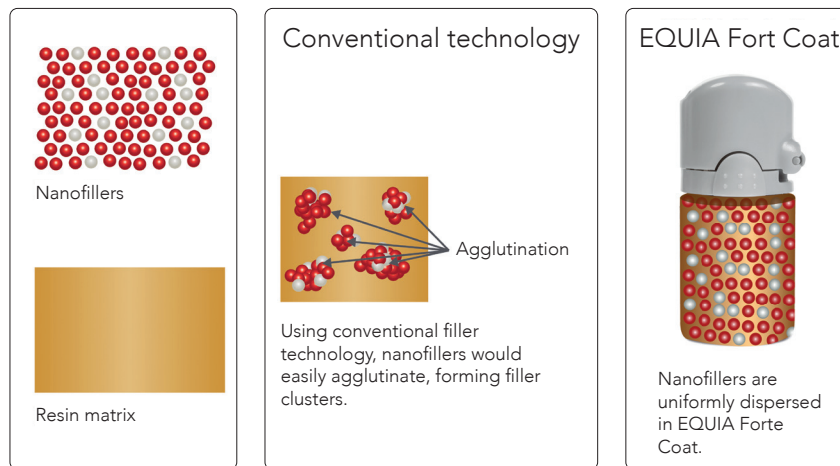 Nanofillers
Resin matrix
Conventional technology
Agglutination
Using conventional filler
technology, nanofillers would
easily agglutinate, forming filler
clusters.
EQUIA Fort Coat
Nanofillers are
uniformly dispersed
in EQUIA Forte
Coat.